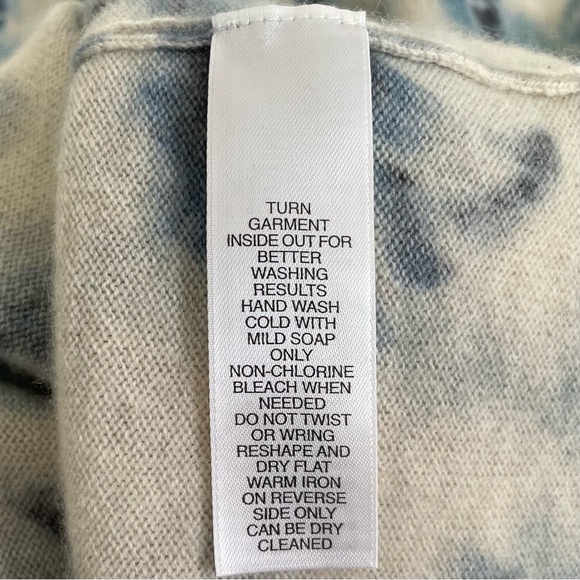 TURN
GARMENT
INSIDE OUT FOR
BETTER
WASHING
RESULTS
HAND WASH
COLD WITH
MILD SOAP
ONLY
NON-CHLORINE
BLEACH WHEN
NEEDED
DO NOT TWIST
OR WRING
RESHAPE AND
DRY FLAT
WARM IRON
ON REVERSE
SIDE ONLY
CAN BE DRY
CLEANED